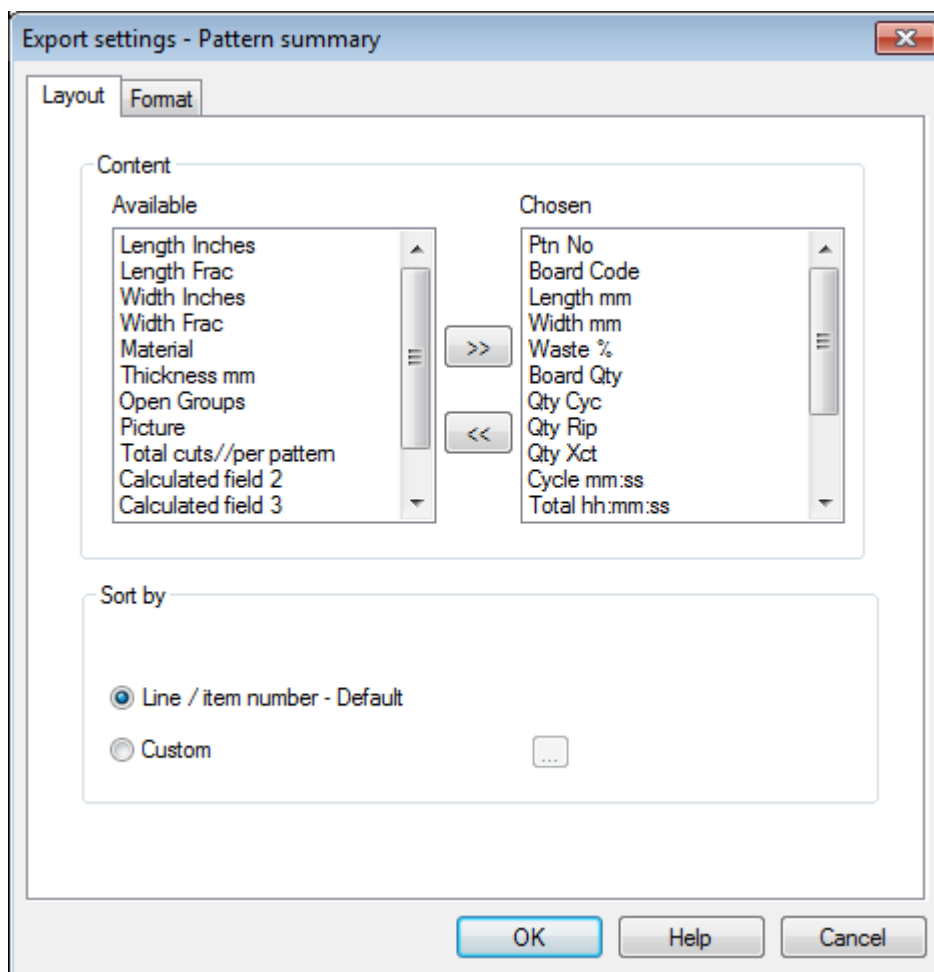 Export settings - Pattern summary
Layout
Format
Content
Available
Length Inches
Length Frac
Width Inches
Width Frac
Material
Thickness mm
Open Groups
Picture
Total cuts//per pattern
Calculated field 2
Calculated field 3
>>
<<
Chosen
Ptn No
Board Code
Length mm
Width mm
Waste %
Board Qty
Qty Cyc
Qty Rip
Qty Xct
Cycle mm:ss
Total hh:mm:ss
Sort by
Line / item number - Default
Custom
...
OK
Help
Cancel